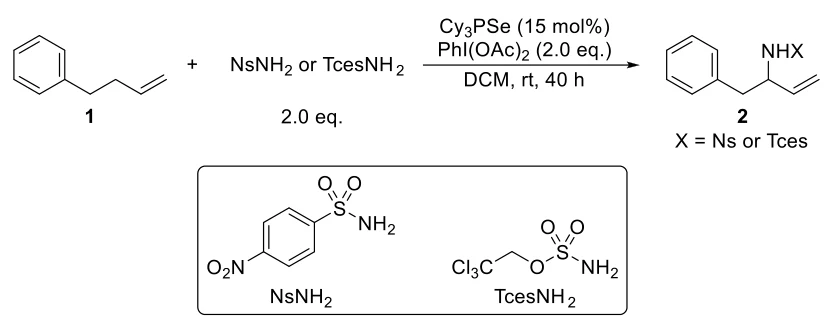 Cy₃PSe (15 mol%)
PhI(OAc)₂ (2.0 eq.)
+ NsNH₂ or TcesNH₂
NHX
DCM, rt, 40 h
1
2.0 eq.
2
X = Ns or Tces
O O
S
NH₂
O₂N
NsNH₂
O O
S
Cl₃C O NH₂
TcesNH₂